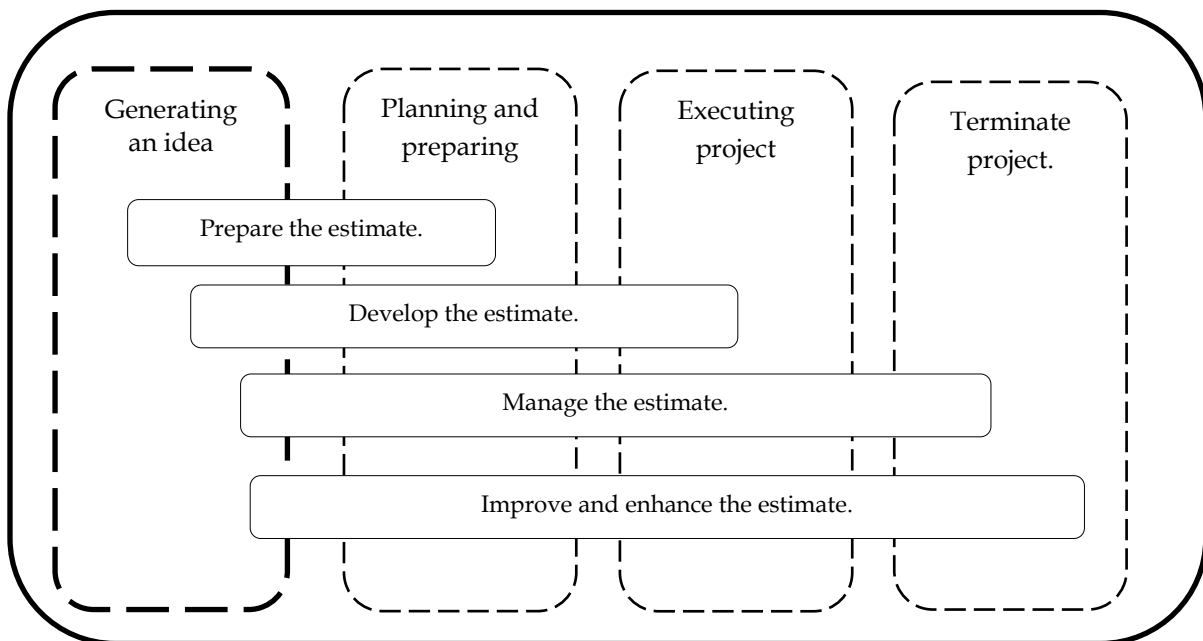 Generating
an idea
Planning and
preparing
Executing
project
Terminate
project.
Prepare the estimate.
Develop the estimate.
Manage the estimate.
Improve and enhance the estimate.